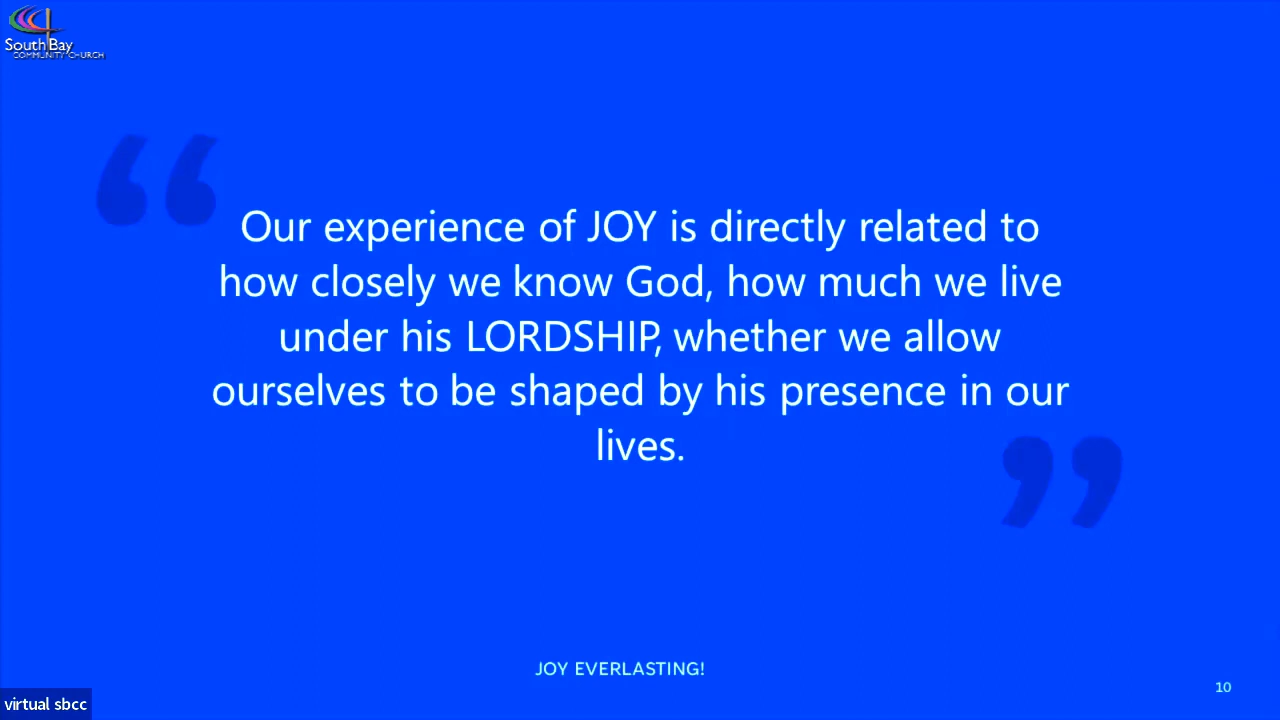 South Bay
COMMUNITY CHURCH
“
Our experience of JOY is directly related to
how closely we know God, how much we live
under his LORDSHIP, whether we allow
ourselves to be shaped by his presence in our
lives.
”
JOY EVERLASTING!
10
virtual sbcc